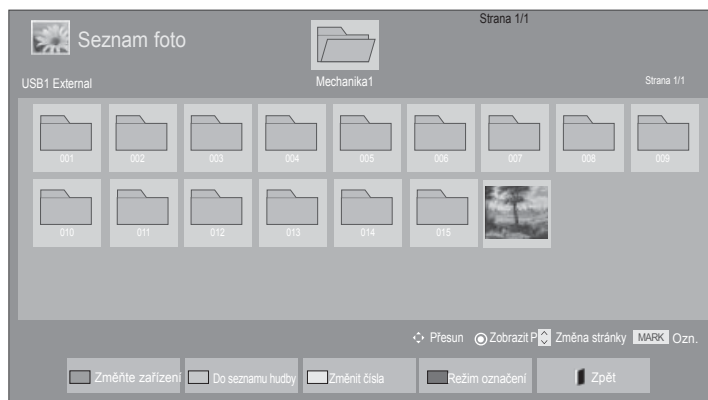 Strana 1/1
Seznam foto
USB1 External
Mechanika1
Strana 1/1
001 002 003 004 005 006 007 008 009
010 011 012 013 014 015
Přesun Zobrazit P Změna stránky MARK Ozn.
Změňte zařízení Do seznamu hudby Změnit čísla Režim označení Zpět